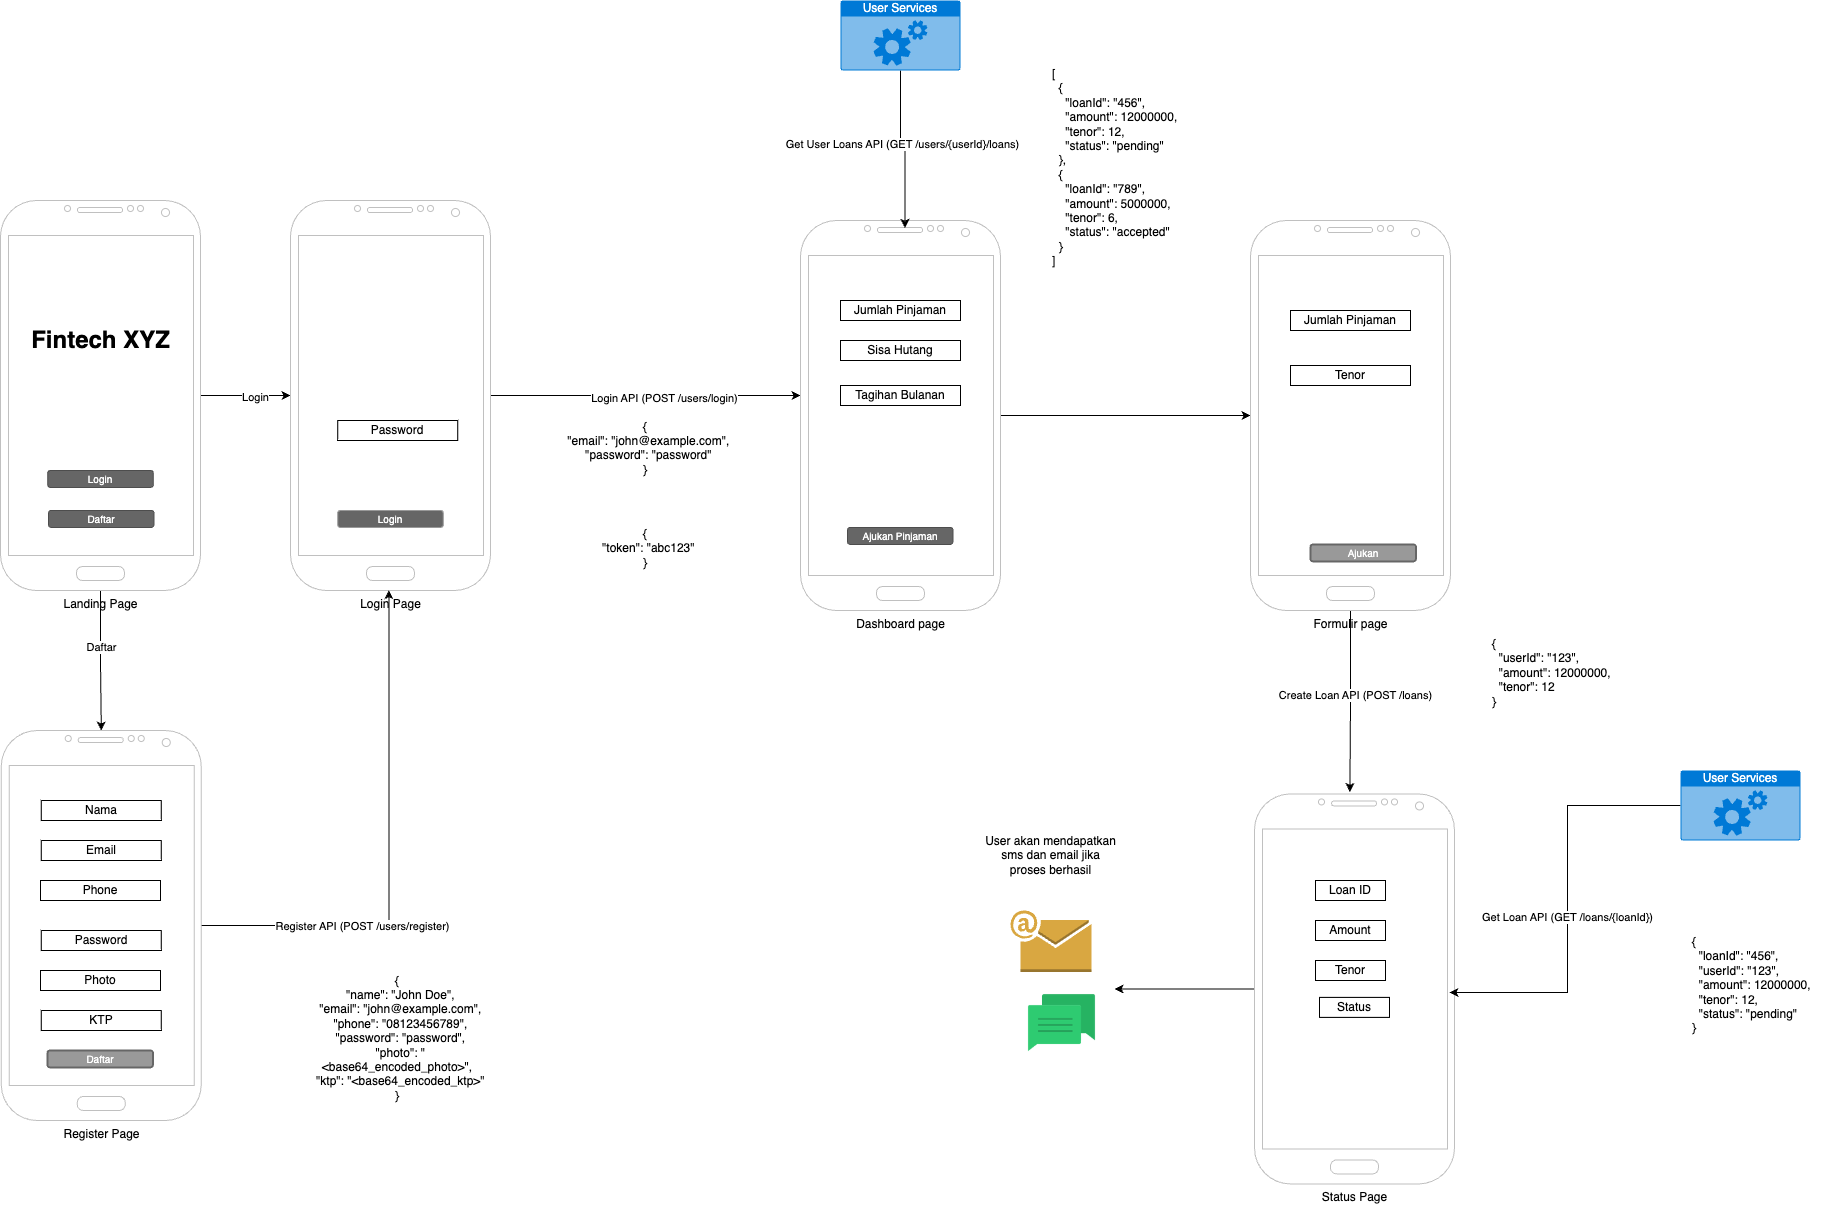 User Services
Get User Loans API (GET /users/{userId}/loans)
[
{
"loanId": "456",
"amount": 12000000,
"tenor": 12,
"status": "pending"
},
{
"loanId": "789",
"amount": 5000000,
"tenor": 6,
"status": "accepted"
}
]
Fintech XYZ
Login
Daftar
Landing Page
Login
Password
Login
Login Page
Login API (POST /users/login)
{
"email": "john@example.com",
"password": "password"
}
{
"token": "abc123"
}
Jumlah Pinjaman
Sisa Hutang
Tagihan Bulanan
Ajukan Pinjaman
Dashboard page
Jumlah Pinjaman
Tenor
Ajukan
Formulir page
Daftar
Nama
Email
Phone
Password
Photo
KTP
Daftar
Register Page
Register API (POST /users/register)
{
"name": "John Doe",
"email": "john@example.com",
"phone": "08123456789",
"password": "password",
"photo": "
<base64_encoded_photo>",
"ktp": "<base64_encoded_ktp>"
}
Create Loan API (POST /loans)
{
"userId": "123",
"amount": 12000000,
"tenor": 12
}
User akan mendapatkan
sms dan email jika
proses berhasil
@
Loan ID
Amount
Tenor
Status
Status Page
User Services
Get Loan API (GET /loans/{loanId})
{
"loanId": "456",
"userId": "123",
"amount": 12000000,
"tenor": 12,
"status": "pending"
}